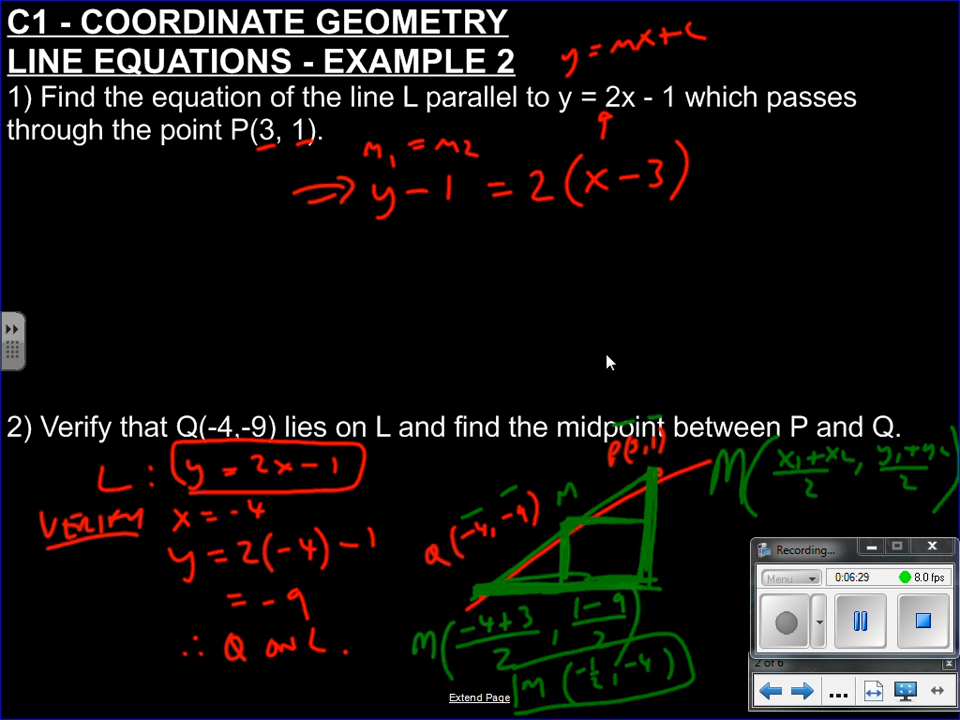 C1 - COORDINATE GEOMETRY
LINE EQUATIONS - EXAMPLE 2
y = mx + c
1) Find the equation of the line L parallel to y = 2x - 1 which passes
through the point P(3, 1).
m₁ = m2
⇒ y - 1 = 2(x - 3)
2) Verify that Q(-4,-9) lies on L and find the midpoint between P and Q.
L : y = 2x - 1
VERIFY x = -4
y = 2(-4) - 1
= -9
∴ Q on L.
P(3, 1)
M
Q(-4, -9)
M((x₁+x₂)/2, (y₁+y₂)/2)
M((-4+3)/2, (1-9)/2)
M(-½, -4)
Extend Page
Recording...
Menu
0:06:29
8.0 fps
2 of 6